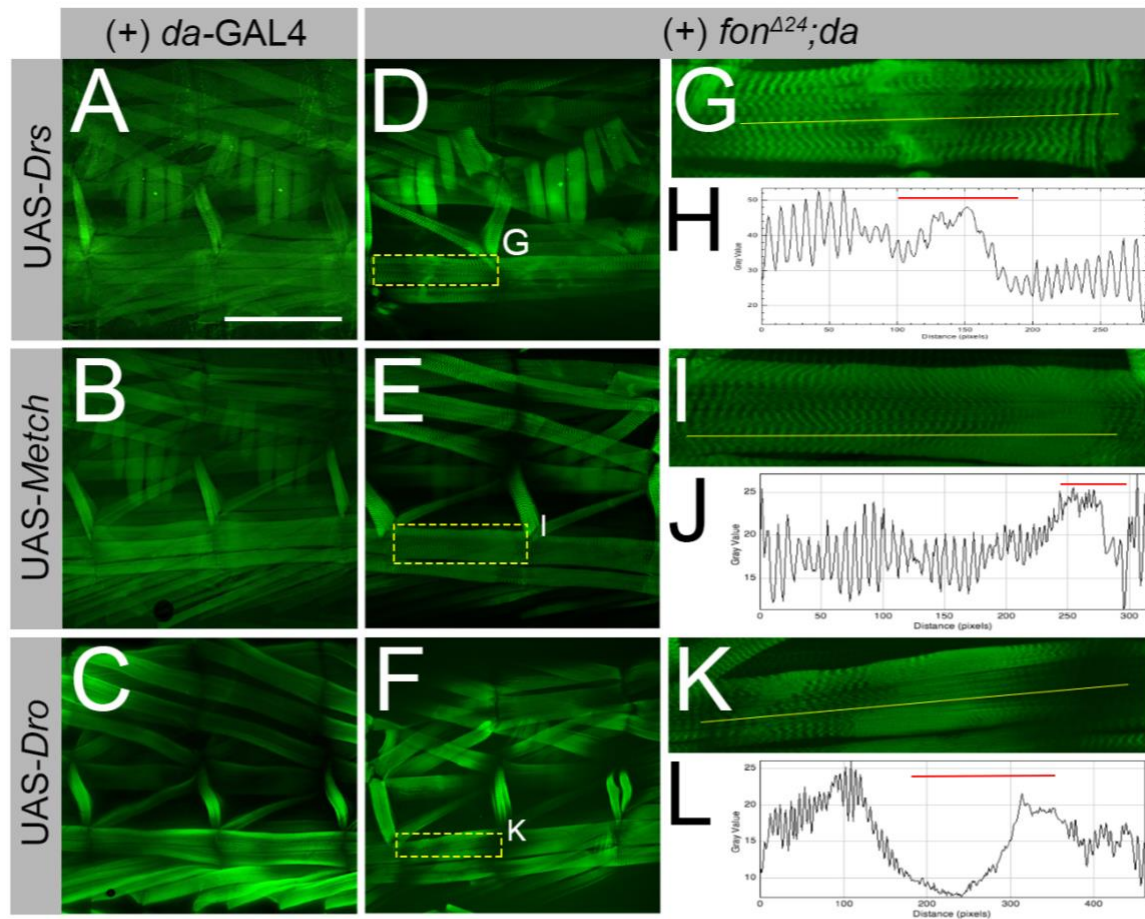 (+) da-GAL4
(+) fon^Δ24;da
UAS-Drs
A
D
G
G
H
50
40
30
20
Gray Value
0
50
100
150
200
250
Distance (pixels)
UAS-Metch
B
E
I
I
J
25
20
15
Gray Value
0
50
100
150
200
250
300
Distance (pixels)
UAS-Dro
C
F
K
K
L
25
20
15
10
Gray Value
0
100
200
300
400
Distance (pixels)